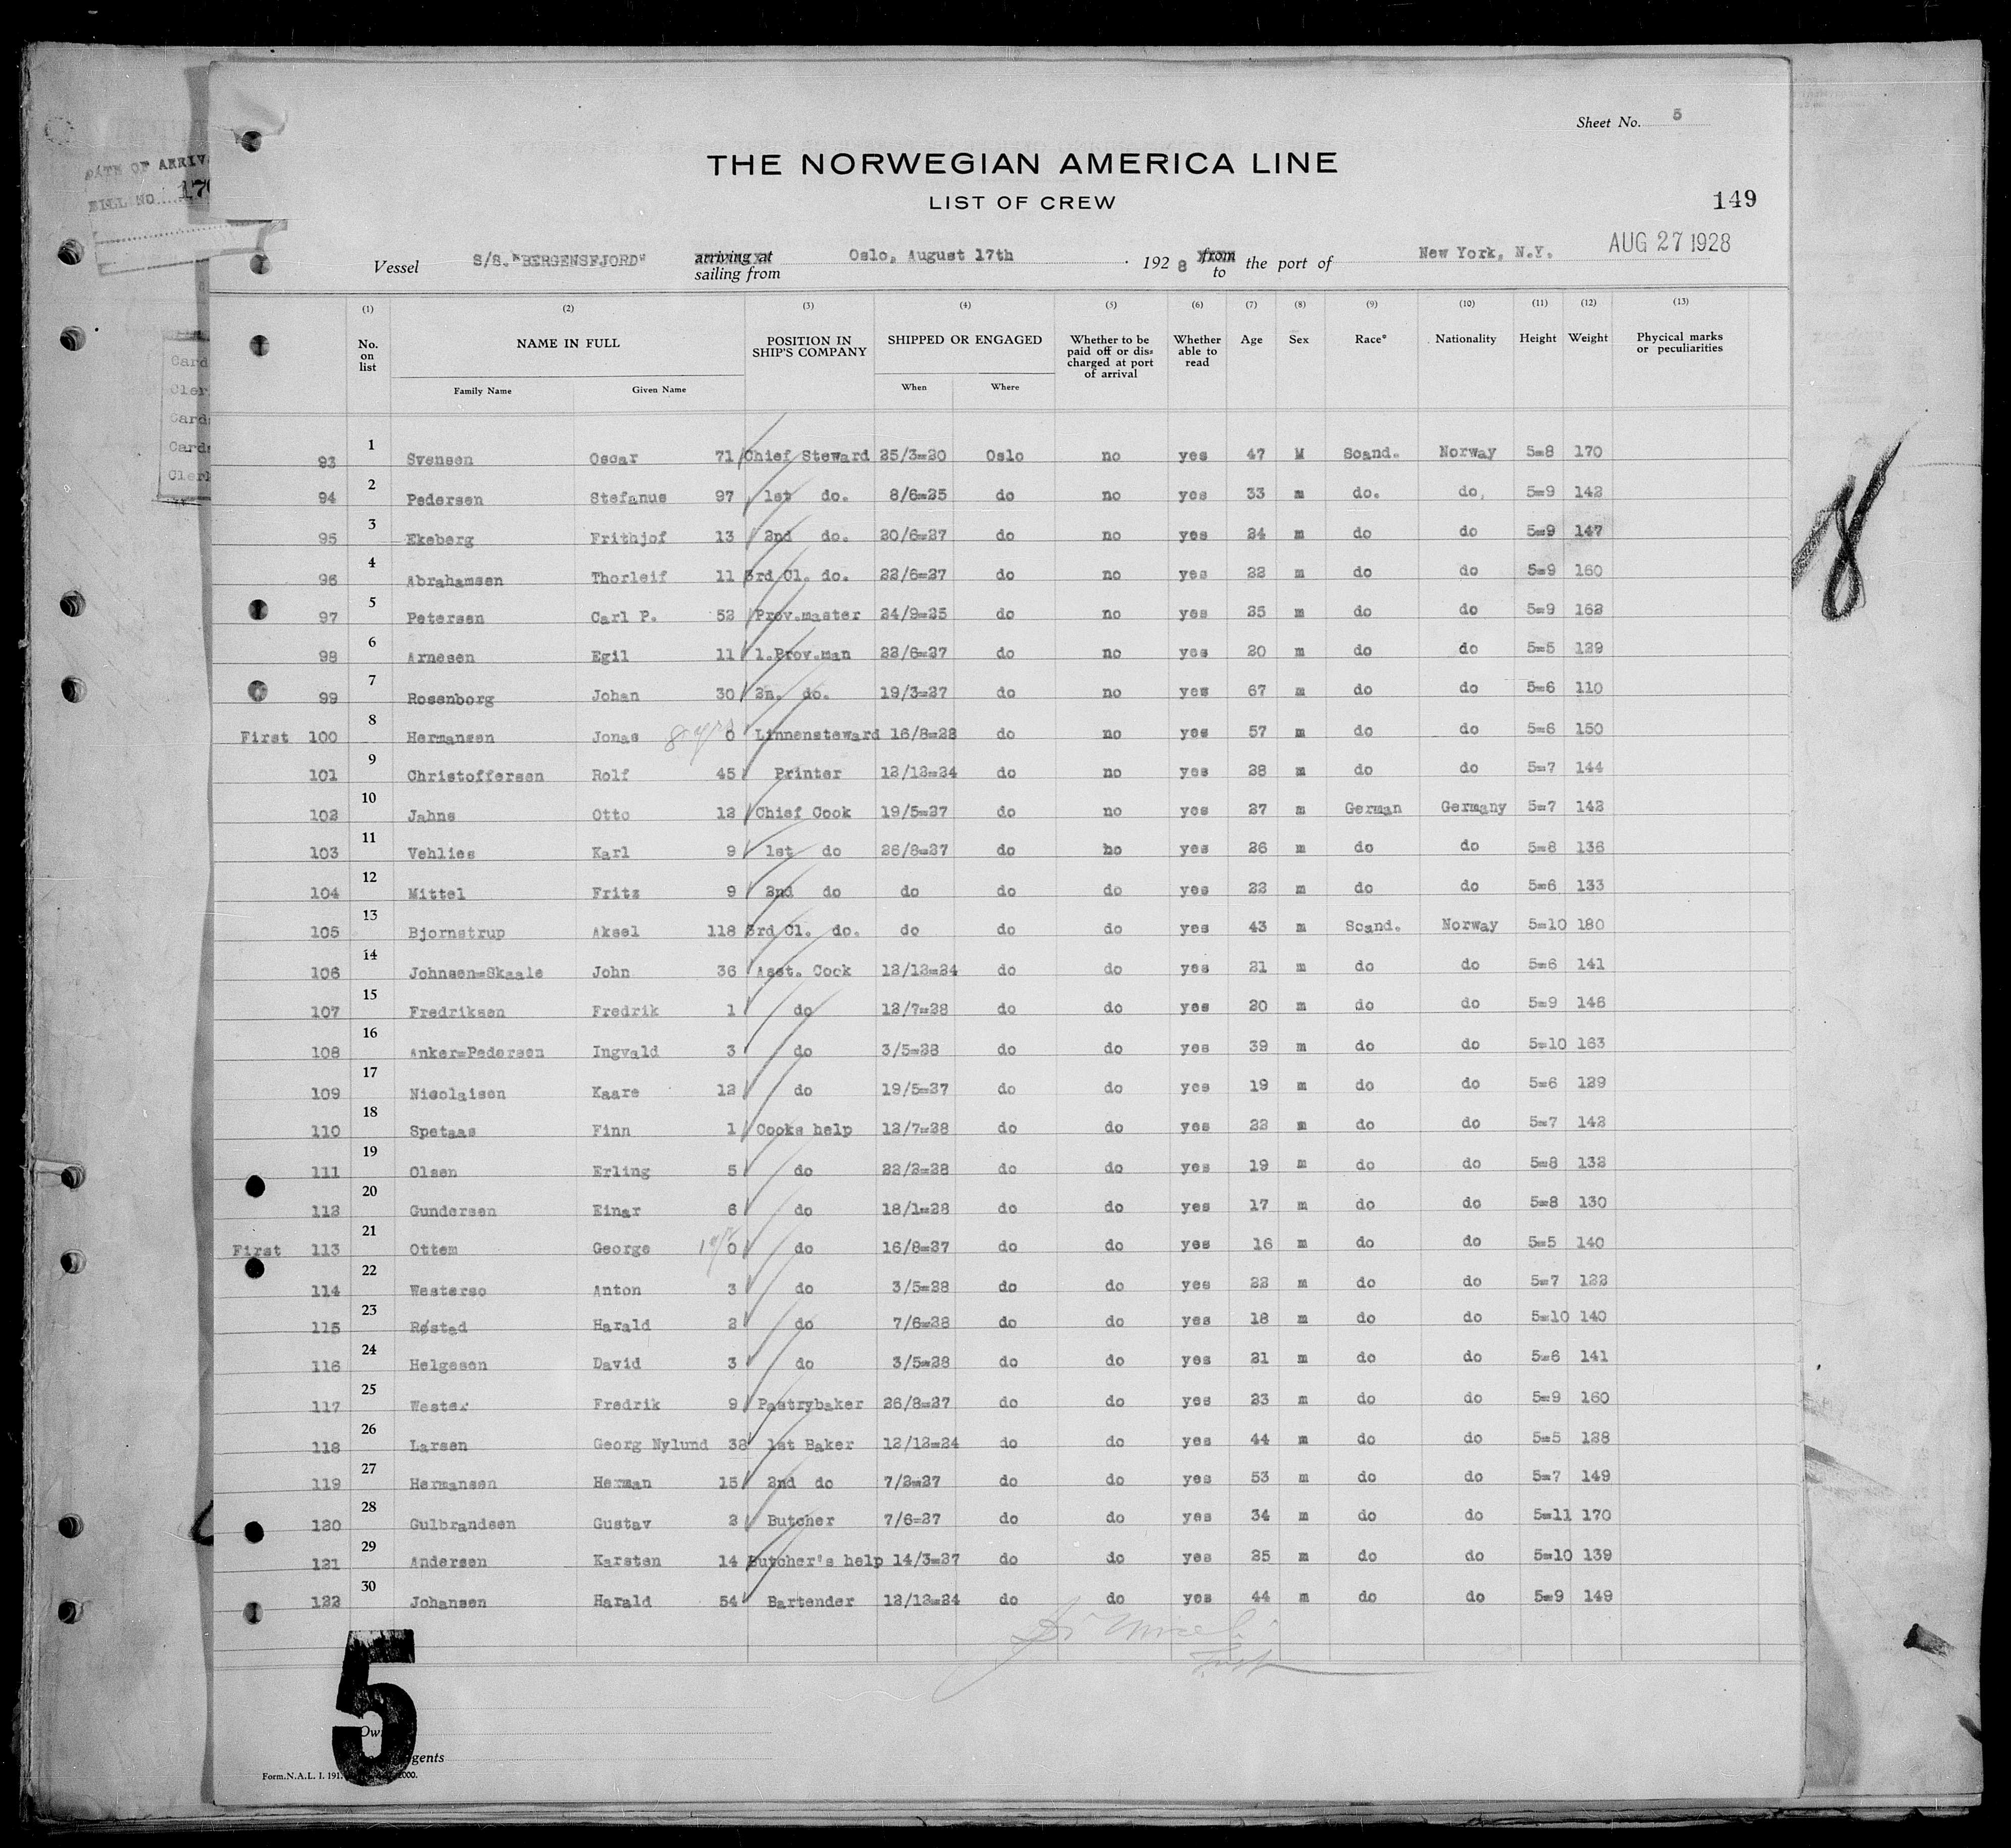 DATE OF ARRIV
BILL NO....170
Card
Cler
Card
Card
Clerk
Sheet No. 5
THE NORWEGIAN AMERICA LINE
LIST OF CREW
149
Vessel S/S."BERGENSFJORD" arriving at sailing from Oslo, August 17th 1928 from to the port of New York, N.Y. AUG 27 1928
(1) (2) (3) (4) (5) (6) (7) (8) (9) (10) (11) (12) (13)
No. on list NAME IN FULL POSITION IN SHIP'S COMPANY SHIPPED OR ENGAGED Whether to be paid off or discharged at port of arrival Whether able to read Age Sex Race* Nationality Height Weight Physical marks or peculiarities
Family Name Given Name When Where
93 1 Svensen Oscar 71 Chief Steward 25/3=20 Oslo no yes 47 M Scand. Norway 5=8 170
94 2 Pedersen Stefanus 97 1st do. 8/6=25 do no yes 33 m do. do, 5=9 142
95 3 Ekeberg Frithjof 13 2nd do. 20/6=27 do no yes 24 m do do 5=9 147
96 4 Abrahamsen Thorleif 11 3rd Cl. do. 22/6=27 do no yes 22 m do do 5=9 160
97 5 Petersen Carl P. 52 Prov.master 24/9=25 do no yes 25 m do do 5=9 162
98 6 Arnesen Egil 11 1.Prov.man 22/6=27 do no yes 20 m do do 5=5 129
99 7 Rosenborg Johan 30 2n. do. 19/3=27 do no yes 67 m do do 5=6 110
First 100 8 Hermansen Jonas 8 yrs 0 Linnensteward 16/8=28 do no yes 57 m do do 5=6 150
101 9 Christoffersen Rolf 45 Printer 12/12=24 do no yes 28 m do do 5=7 144
102 10 Jahns Otto 12 Chief Cook 19/5=27 do no yes 27 m German Germany 5=7 142
103 11 Vehlies Karl 9 1st do 26/8=27 do no yes 26 m do do 5=8 136
104 12 Mittel Fritz 9 2nd do do do do yes 22 m do do 5=6 133
105 13 Bjornstrup Aksel 118 3rd Cl. do. do do do yes 43 m Scand. Norway 5=10 180
106 14 Johnsen=Skaale John 36 Asst. Cook 12/12=24 do do yes 21 m do do 5=6 141
107 15 Fredriksen Fredrik 1 do 12/7=28 do do yes 20 m do do 5=9 146
108 16 Anker=Pedersen Ingvald 3 do 3/5=28 do do yes 39 m do do 5=10 163
109 17 Nicolaisen Kaare 12 do 19/5=27 do do yes 19 m do do 5=6 129
110 18 Spetaas Finn 1 Cooks help 12/7=28 do do yes 22 m do do 5=7 142
111 19 Olsen Erling 5 do 22/2=28 do do yes 19 m do do 5=8 132
112 20 Gundersen Einar 6 do 18/1=28 do do yes 17 m do do 5=8 130
First 113 21 Ottem George 1 yr 0 do 16/8=27 do do yes 16 m do do 5=5 140
114 22 Westerso Anton 3 do 3/5=28 do do yes 22 m do do 5=7 122
115 23 Røstad Harald 2 do 7/6=28 do do yes 18 m do do 5=10 140
116 24 Helgesen David 3 do 3/5=28 do do yes 21 m do do 5=6 141
117 25 Wester Fredrik 9 Pastrybaker 26/8=27 do do yes 23 m do do 5=9 160
118 26 Larsen Georg Nylund 38 1st Baker 12/12=24 do do yes 44 m do do 5=5 128
119 27 Hermansen Herman 15 2nd do 7/2=27 do do yes 53 m do do 5=7 149
120 28 Gulbrandsen Gustav 2 Butcher 7/6=27 do do yes 34 m do do 5=11 170
121 29 Andersen Karsten 14 Butcher's help 14/3=27 do do yes 25 m do do 5=10 139
122 30 Johansen Harald 54 Bartender 12/12=24 do do yes 44 m do do 5=9 149
5
Own
gents
Form.N.A.L. I. 191. 000.
18